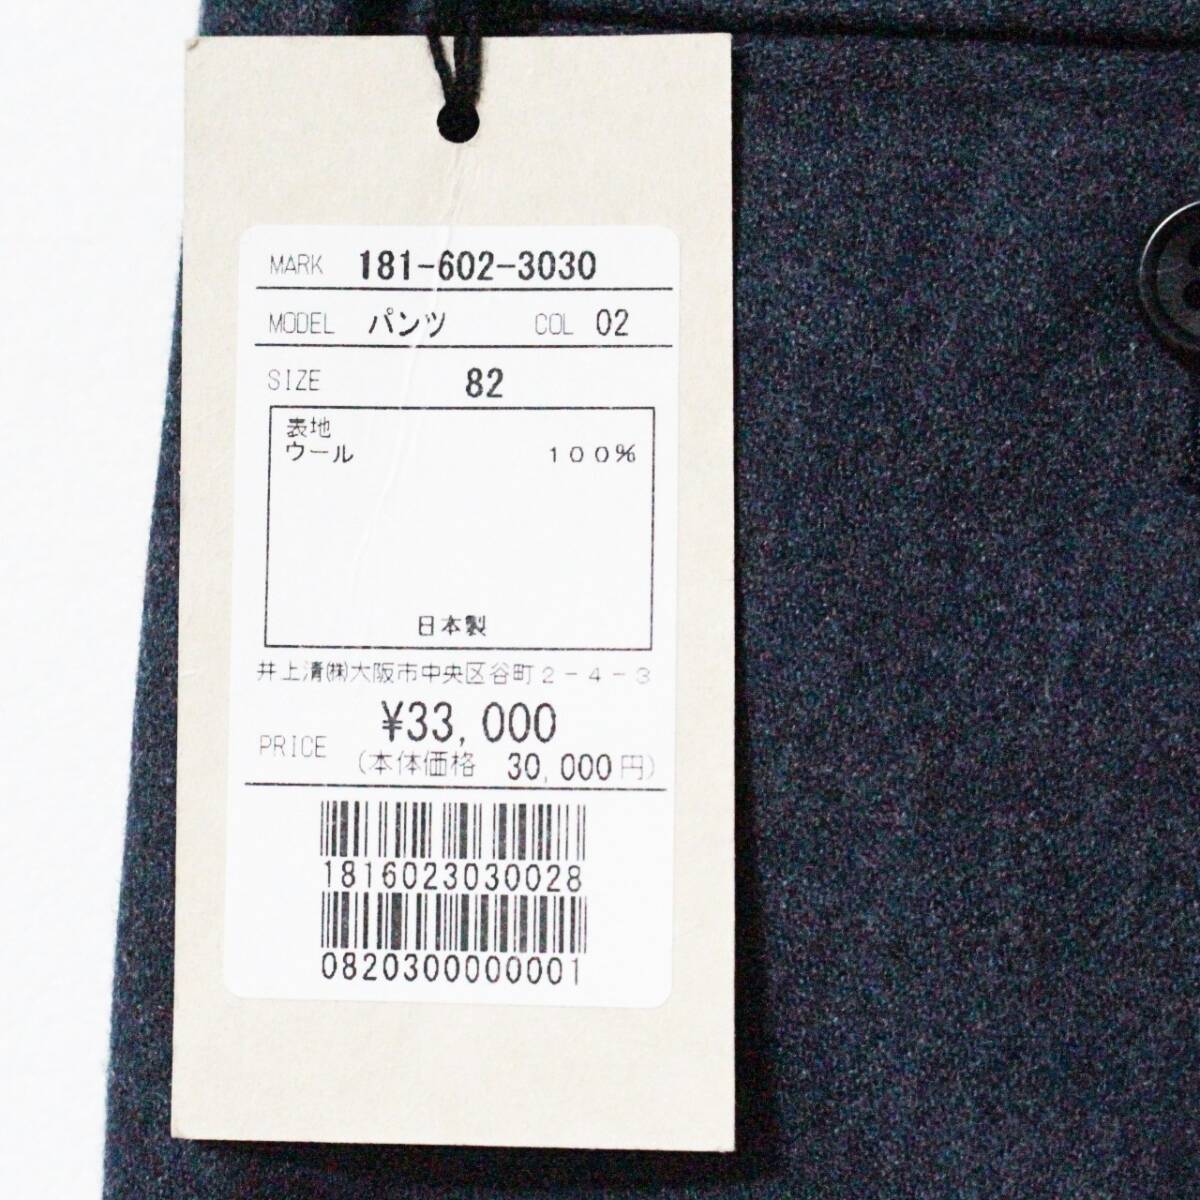 MARK 181-602-3030
MODEL パンツ COL 02
SIZE 82
表地
ウール １００％
日本製
井上清㈱大阪市中央区谷町２－４－３
PRICE ¥33,000
(本体価格 30,000円)
1816023030028
0820300000001